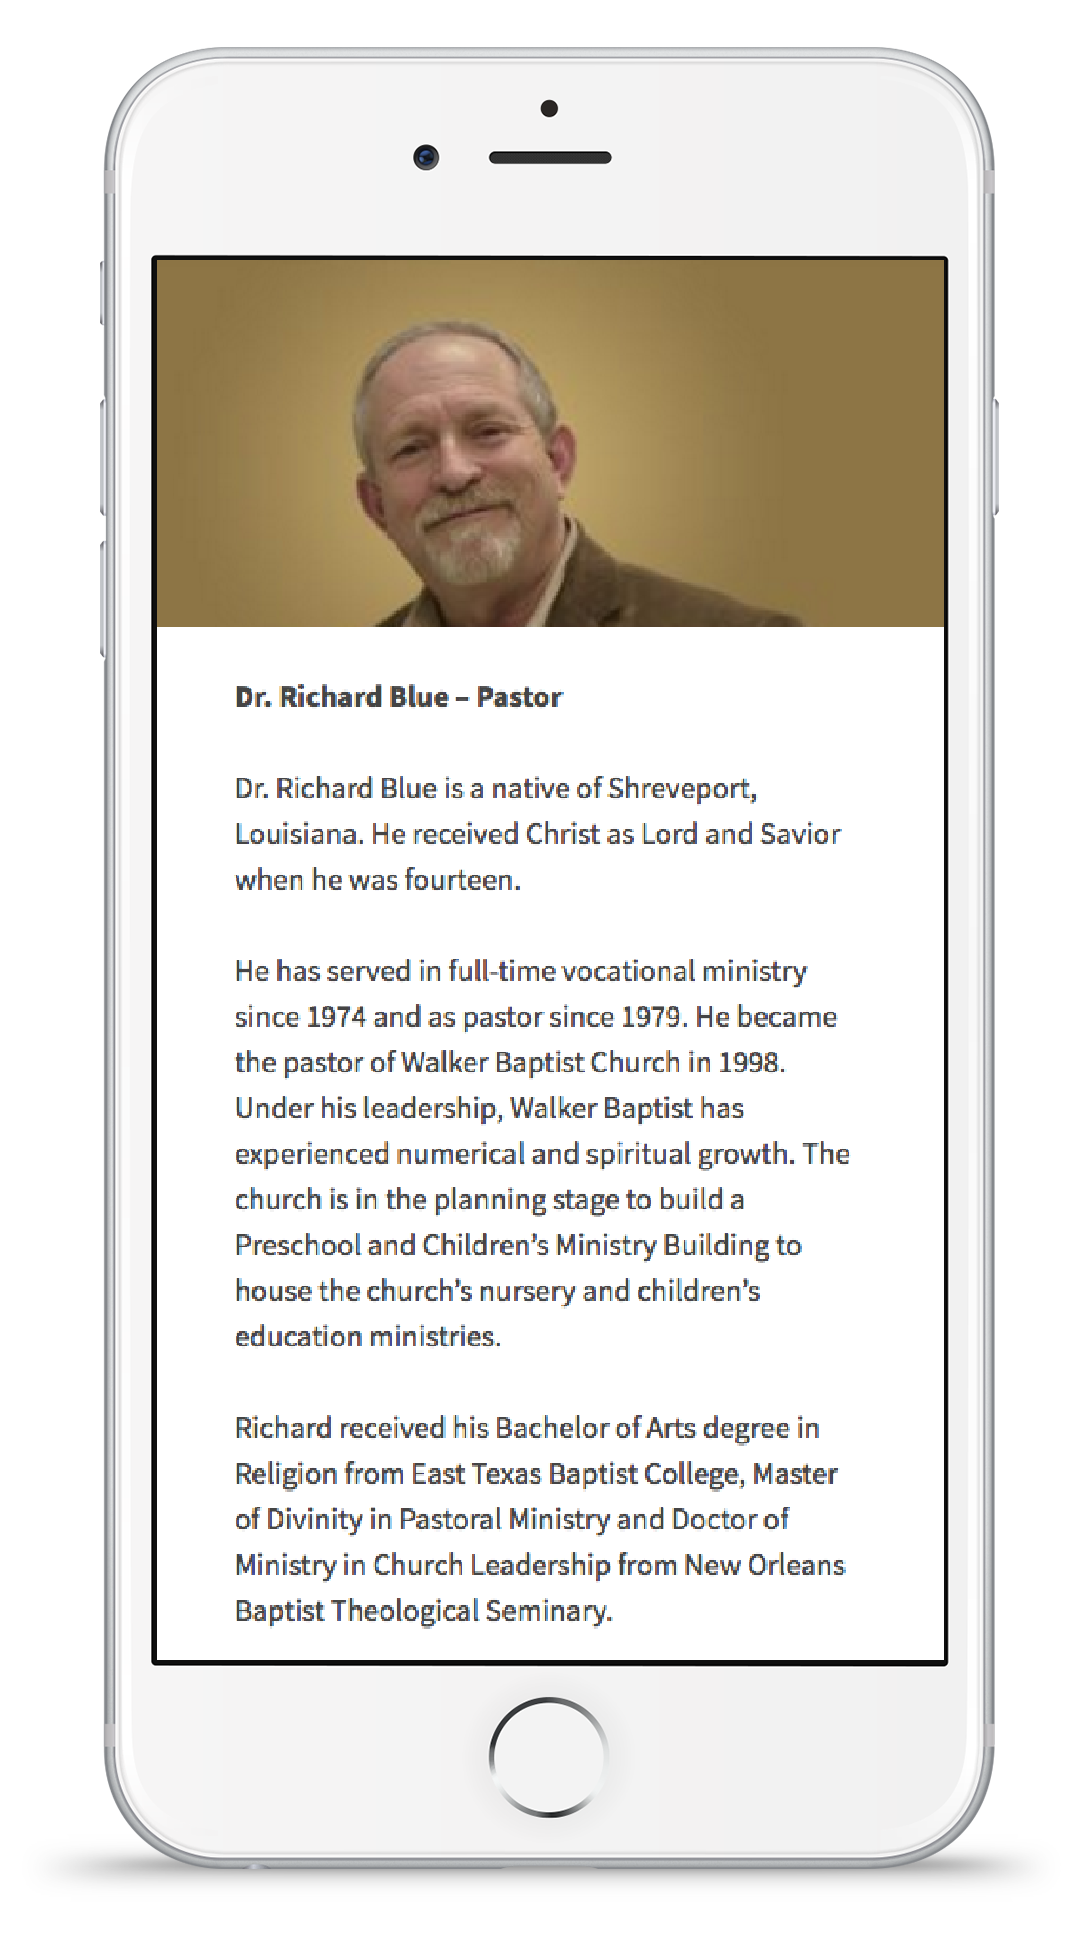 Dr. Richard Blue – Pastor
Dr. Richard Blue is a native of Shreveport,
Louisiana. He received Christ as Lord and Savior
when he was fourteen.
He has served in full-time vocational ministry
since 1974 and as pastor since 1979. He became
the pastor of Walker Baptist Church in 1998.
Under his leadership, Walker Baptist has
experienced numerical and spiritual growth. The
church is in the planning stage to build a
Preschool and Children’s Ministry Building to
house the church’s nursery and children’s
education ministries.
Richard received his Bachelor of Arts degree in
Religion from East Texas Baptist College, Master
of Divinity in Pastoral Ministry and Doctor of
Ministry in Church Leadership from New Orleans
Baptist Theological Seminary.